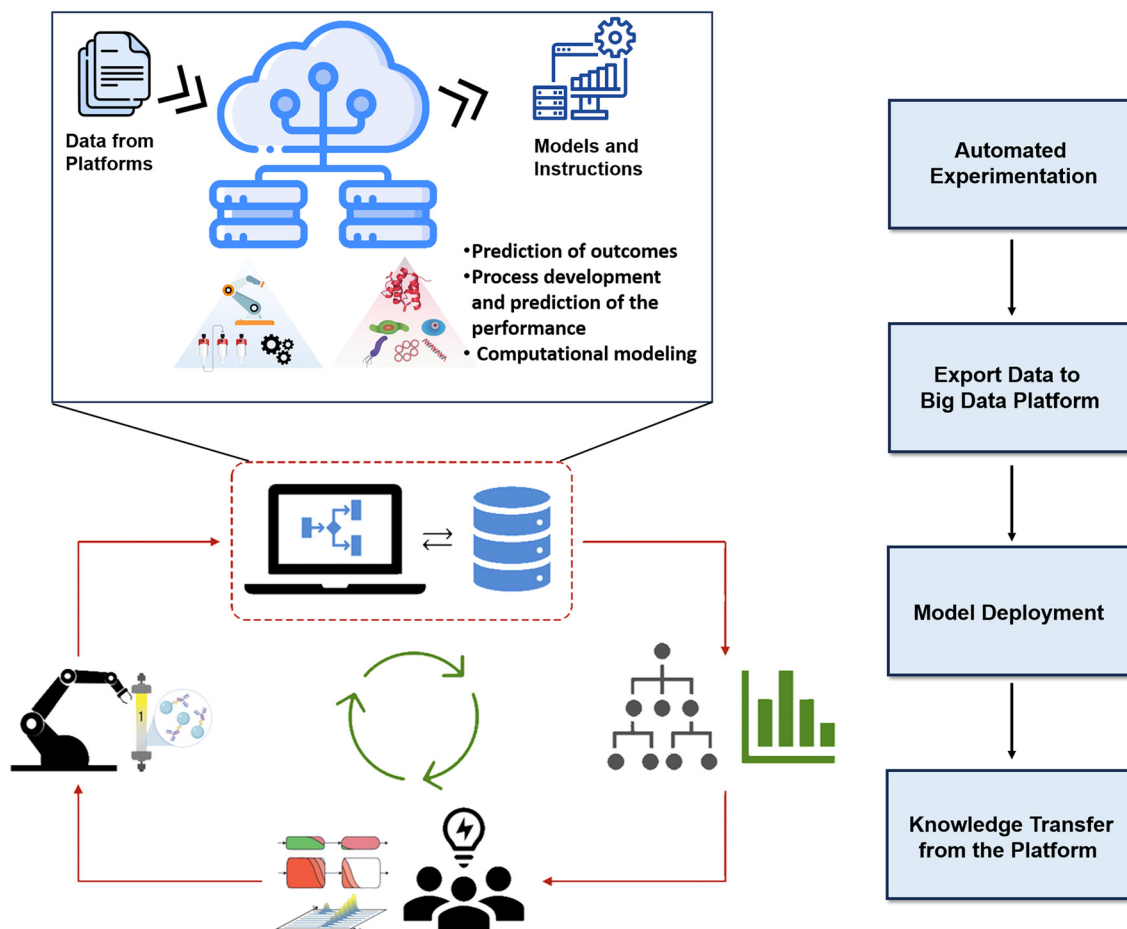 Data from
Platforms
Models and
Instructions
•Prediction of outcomes
•Process development
and prediction of the
performance
• Computational modeling
1
Automated
Experimentation
Export Data to
Big Data Platform
Model Deployment
Knowledge Transfer
from the Platform